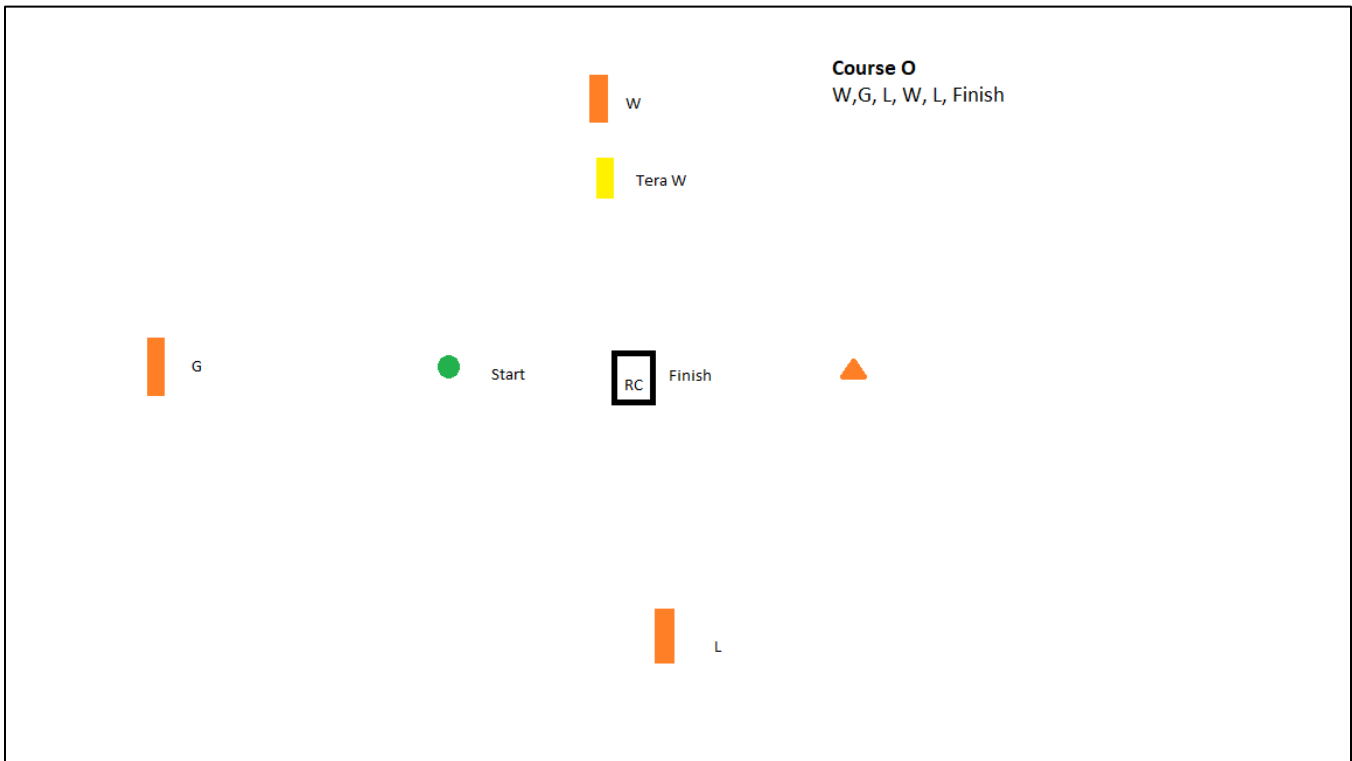 Course O
W,G, L, W, L, Finish
W
Tera W
G
Start
RC
Finish
L